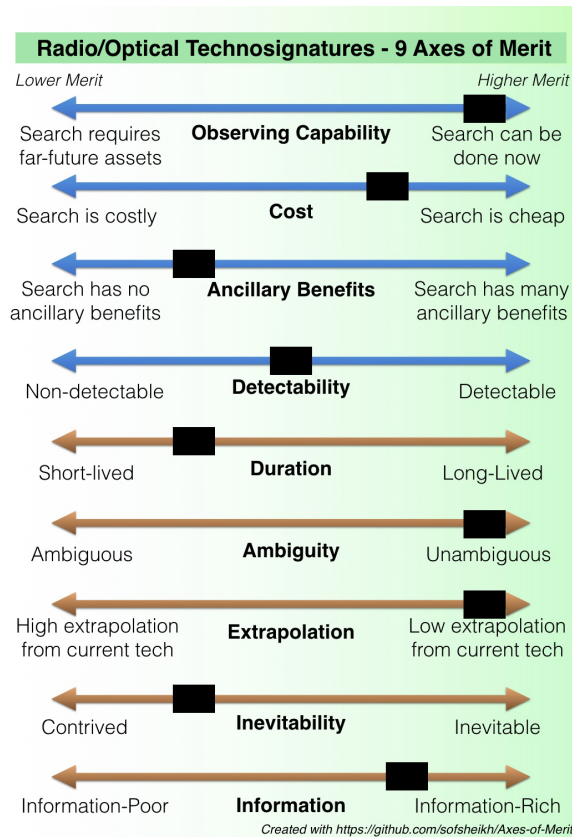 Radio/Optical Technosignatures - 9 Axes of Merit
Lower Merit
Higher Merit
Search requires
far-future assets
Observing Capability
Search can be
done now
Search is costly
Cost
Search is cheap
Search has no
ancillary benefits
Ancillary Benefits
Search has many
ancillary benefits
Non-detectable
Detectability
Detectable
Short-lived
Duration
Long-Lived
Ambiguous
Ambiguity
Unambiguous
High extrapolation
from current tech
Extrapolation
Low extrapolation
from current tech
Contrived
Inevitability
Inevitable
Information-Poor
Information
Information-Rich
Created with https://github.com/sofsheikh/Axes-of-Merit